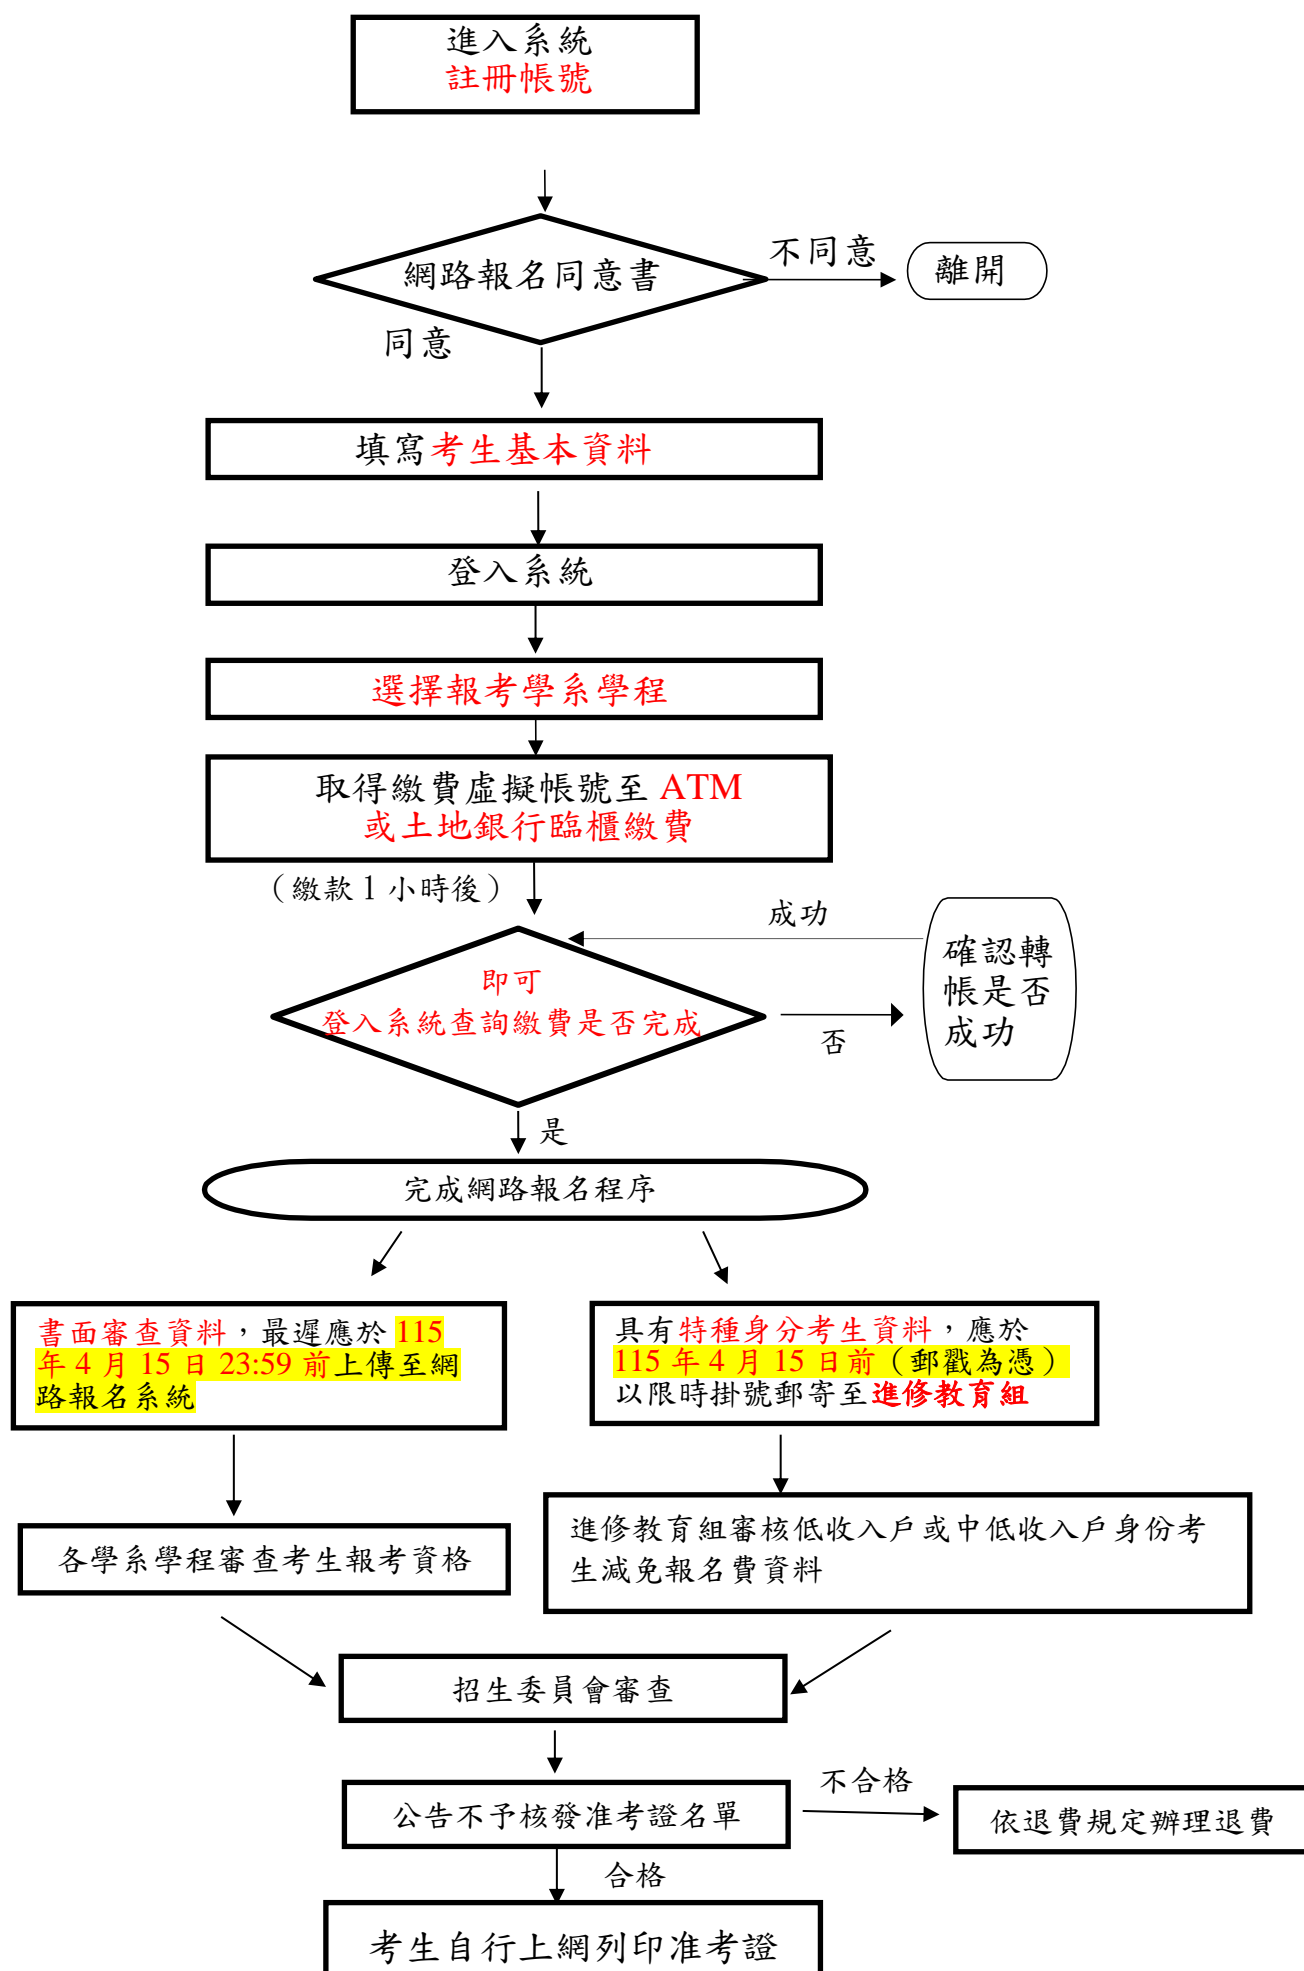 進入系統
註冊帳號
網路報名同意書
不同意
離開
同意
填寫考生基本資料
登入系統
選擇報考學系學程
取得繳費虛擬帳號至 ATM
或土地銀行臨櫃繳費
（繳款 1 小時後）
成功
確認轉
帳是否
成功
即可
登入系統查詢繳費是否完成
否
是
完成網路報名程序
書面審查資料，最遲應於 115
年 4 月 15 日 23:59 前上傳至網
路報名系統
具有特種身分考生資料，應於
115 年 4 月 15 日前（郵戳為憑）
以限時掛號郵寄至進修教育組
各學系學程審查考生報考資格
進修教育組審核低收入戶或中低收入戶身份考
生減免報名費資料
招生委員會審查
公告不予核發准考證名單
不合格
依退費規定辦理退費
合格
考生自行上網列印准考證